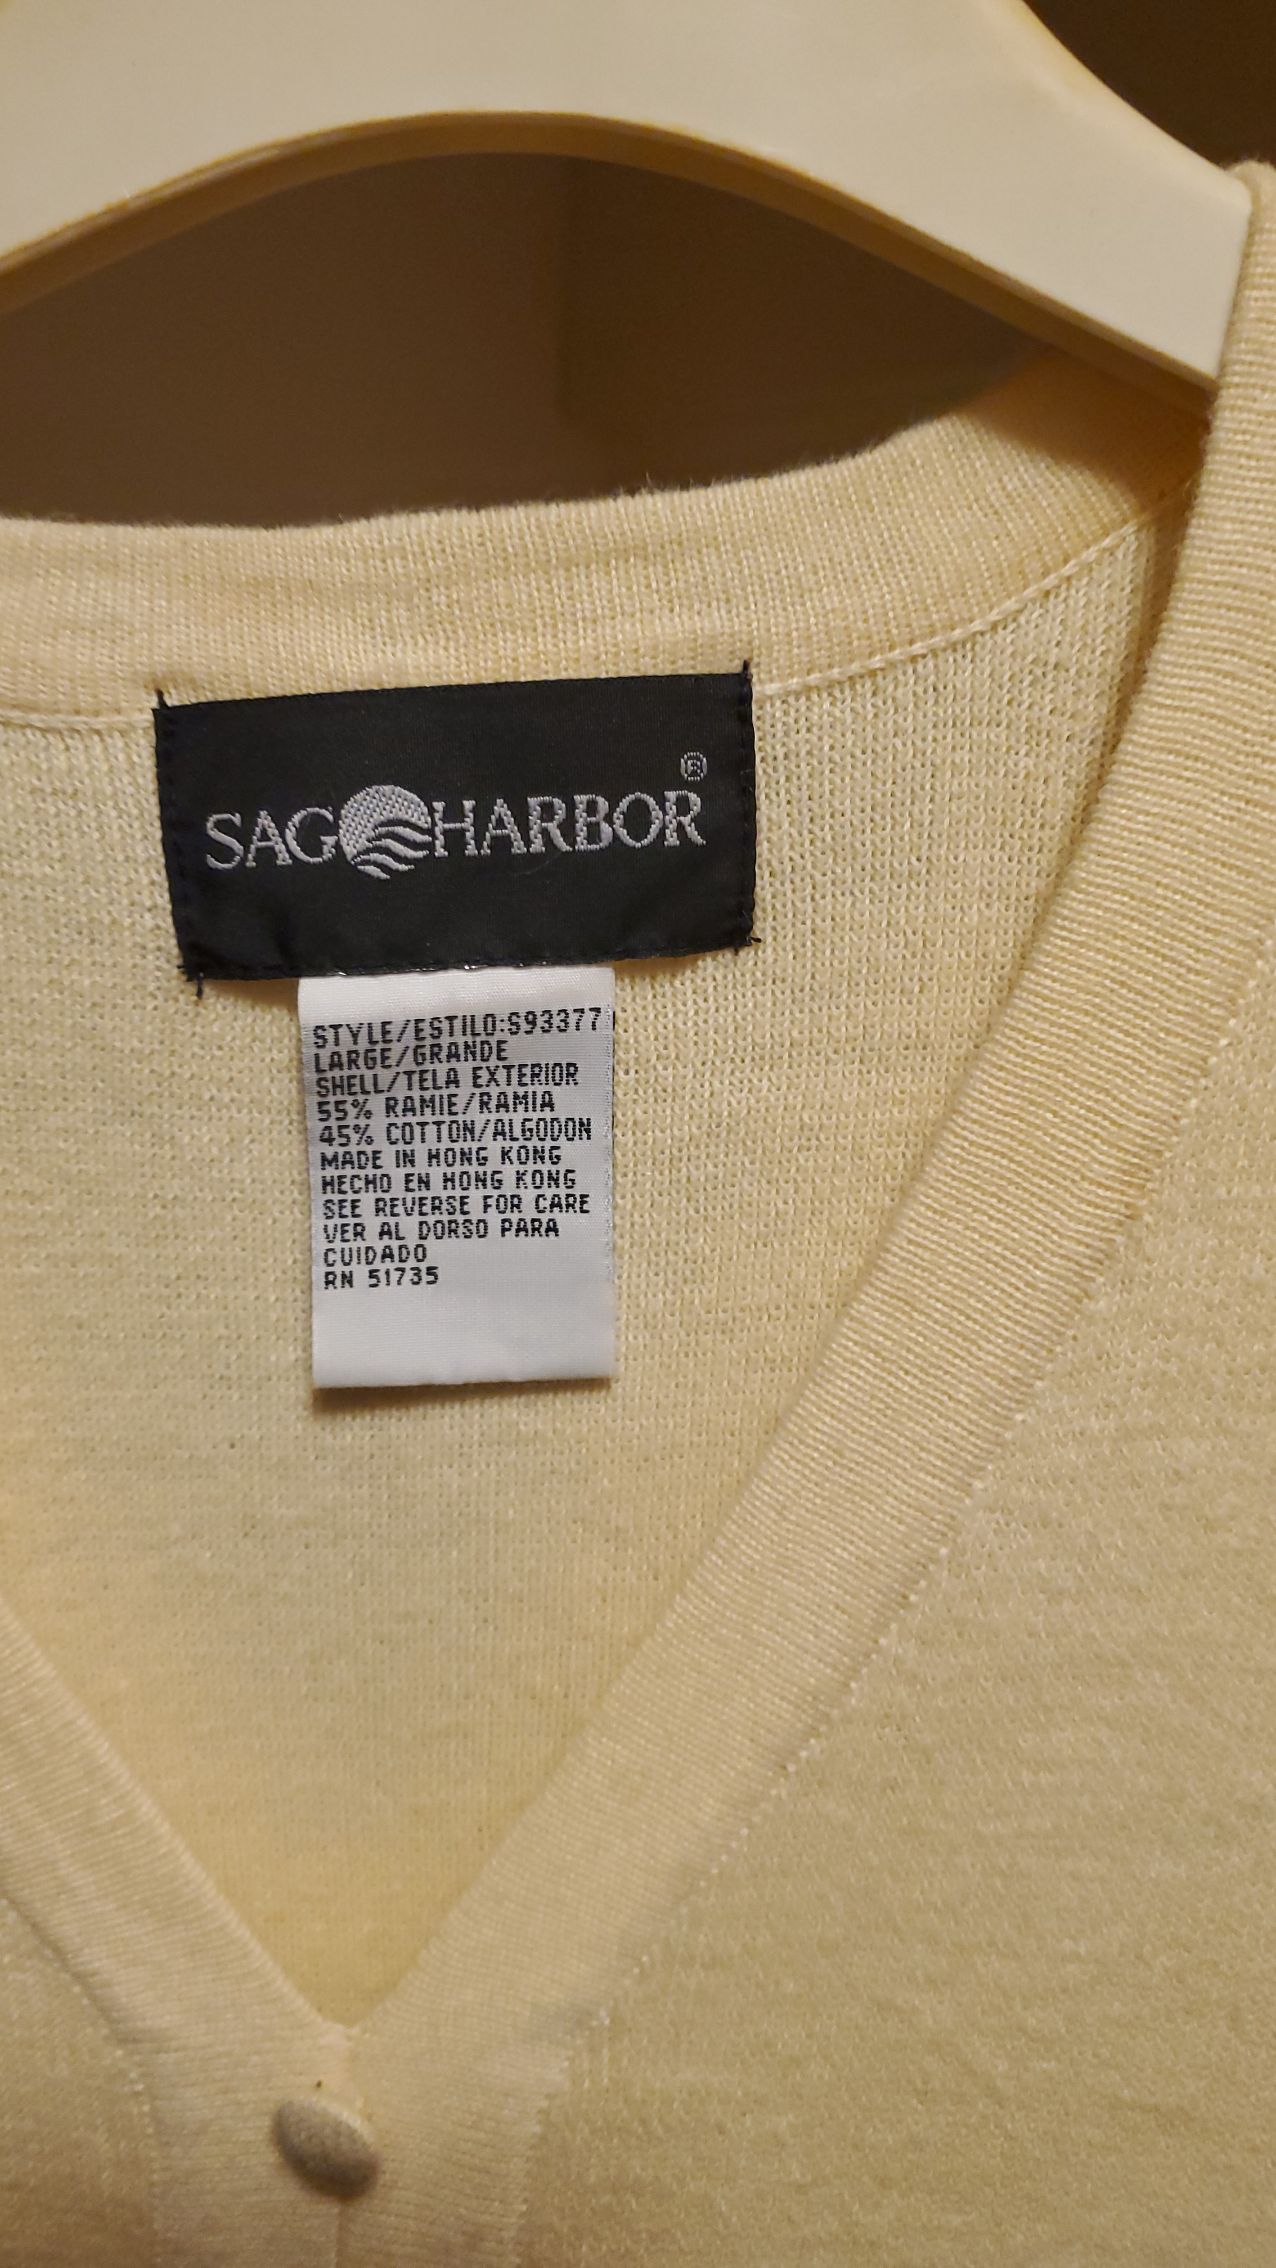 SAG HARBOR ®
STYLE/ESTILO:S93377
LARGE/GRANDE
SHELL/TELA EXTERIOR
55% RAMIE/RAMIA
45% COTTON/ALGODON
MADE IN HONG KONG
HECHO EN HONG KONG
SEE REVERSE FOR CARE
VER AL DORSO PARA
CUIDADO
RN 51735